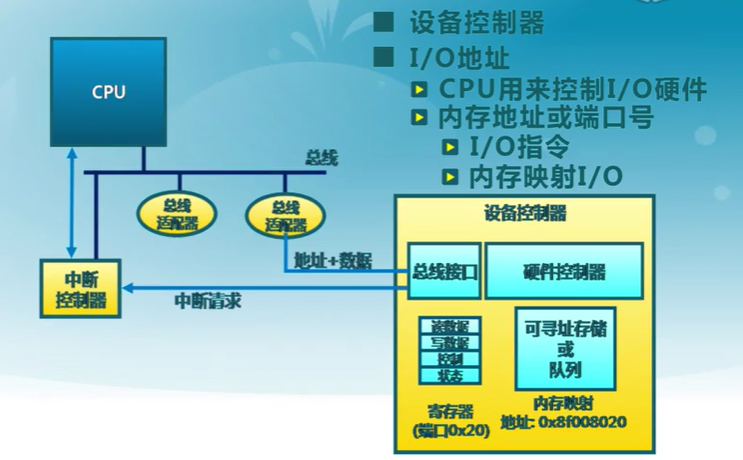 设备控制器
I/O地址
CPU用来控制I/O硬件
内存地址或端口号
I/O指令
内存映射I/O
CPU
总线
总线
适配器
总线
适配器
中断
控制器
地址+数据
中断请求
设备控制器
总线接口
硬件控制器
读数据
写数据
控制
状态
可寻址存储
或
队列
寄存器
(端口0x20)
内存映射
地址: 0x8f008020